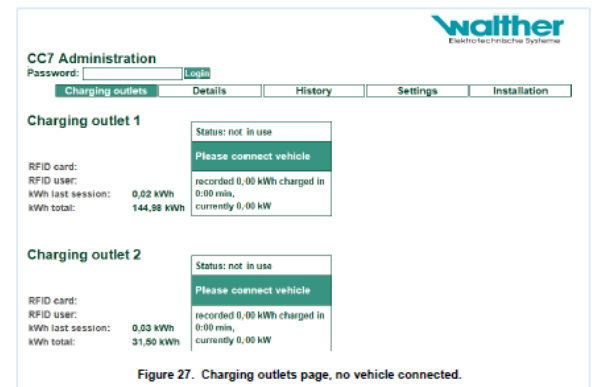 walther
Elektrotechnische Systeme
CC7 Administration
Password: Login
Charging outlets Details History Settings Installation
Charging outlet 1
Status: not in use
Please connect vehicle
RFID card:
RFID user:
kWh last session: 0,02 kWh
kWh total: 144,98 kWh
recorded 0,00 kWh charged in
0:00 min,
currently 0,00 kW
Charging outlet 2
Status: not in use
Please connect vehicle
RFID card:
RFID user:
kWh last session: 0,03 kWh
kWh total: 31,50 kWh
recorded 0,00 kWh charged in
0:00 min,
currently 0,00 kW
Figure 27. Charging outlets page, no vehicle connected.